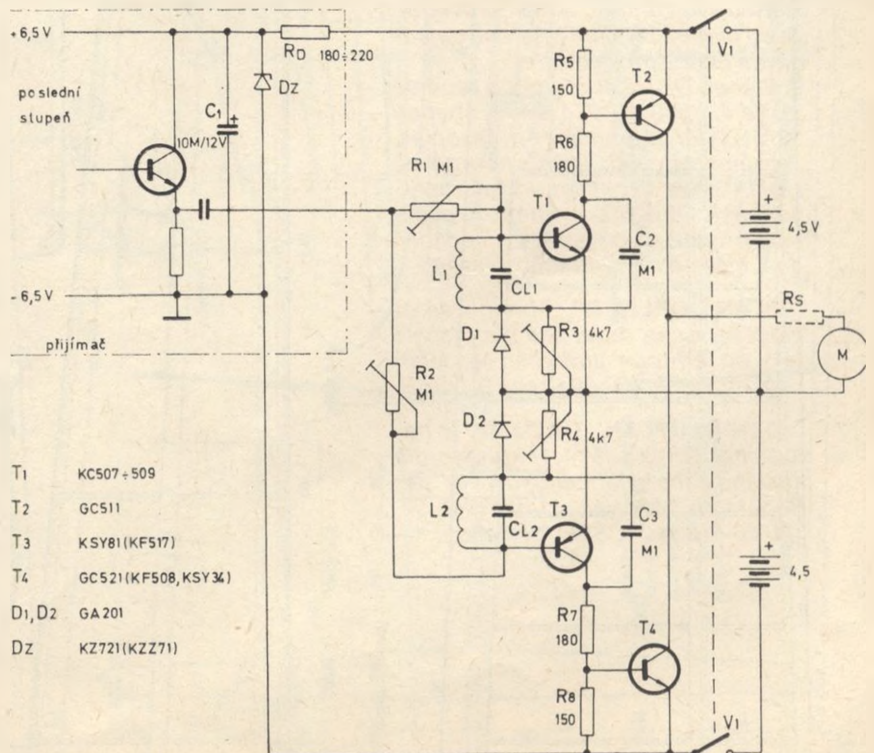 +6,5V
RD 180÷220
V1
DZ
R5
150
T2
poslední
stupeň
C1
+
10M/12V
R6
180
R1 M1
T1
+
4,5V
C2
M1
L1
CL1
-6,5V
RS
přijímač
D1
R3 4k7
M
R2
M1
D2
R4 4k7
T1 KC507÷509
T2 GC511
T3 KSY81(KF517)
T4 GC521(KF508,KSY34)
D1,D2 GA201
DZ KZ721(KZZ71)
L2
CL2
T3
C3
M1
+
4,5
R7
180
T4
R8
150
V1